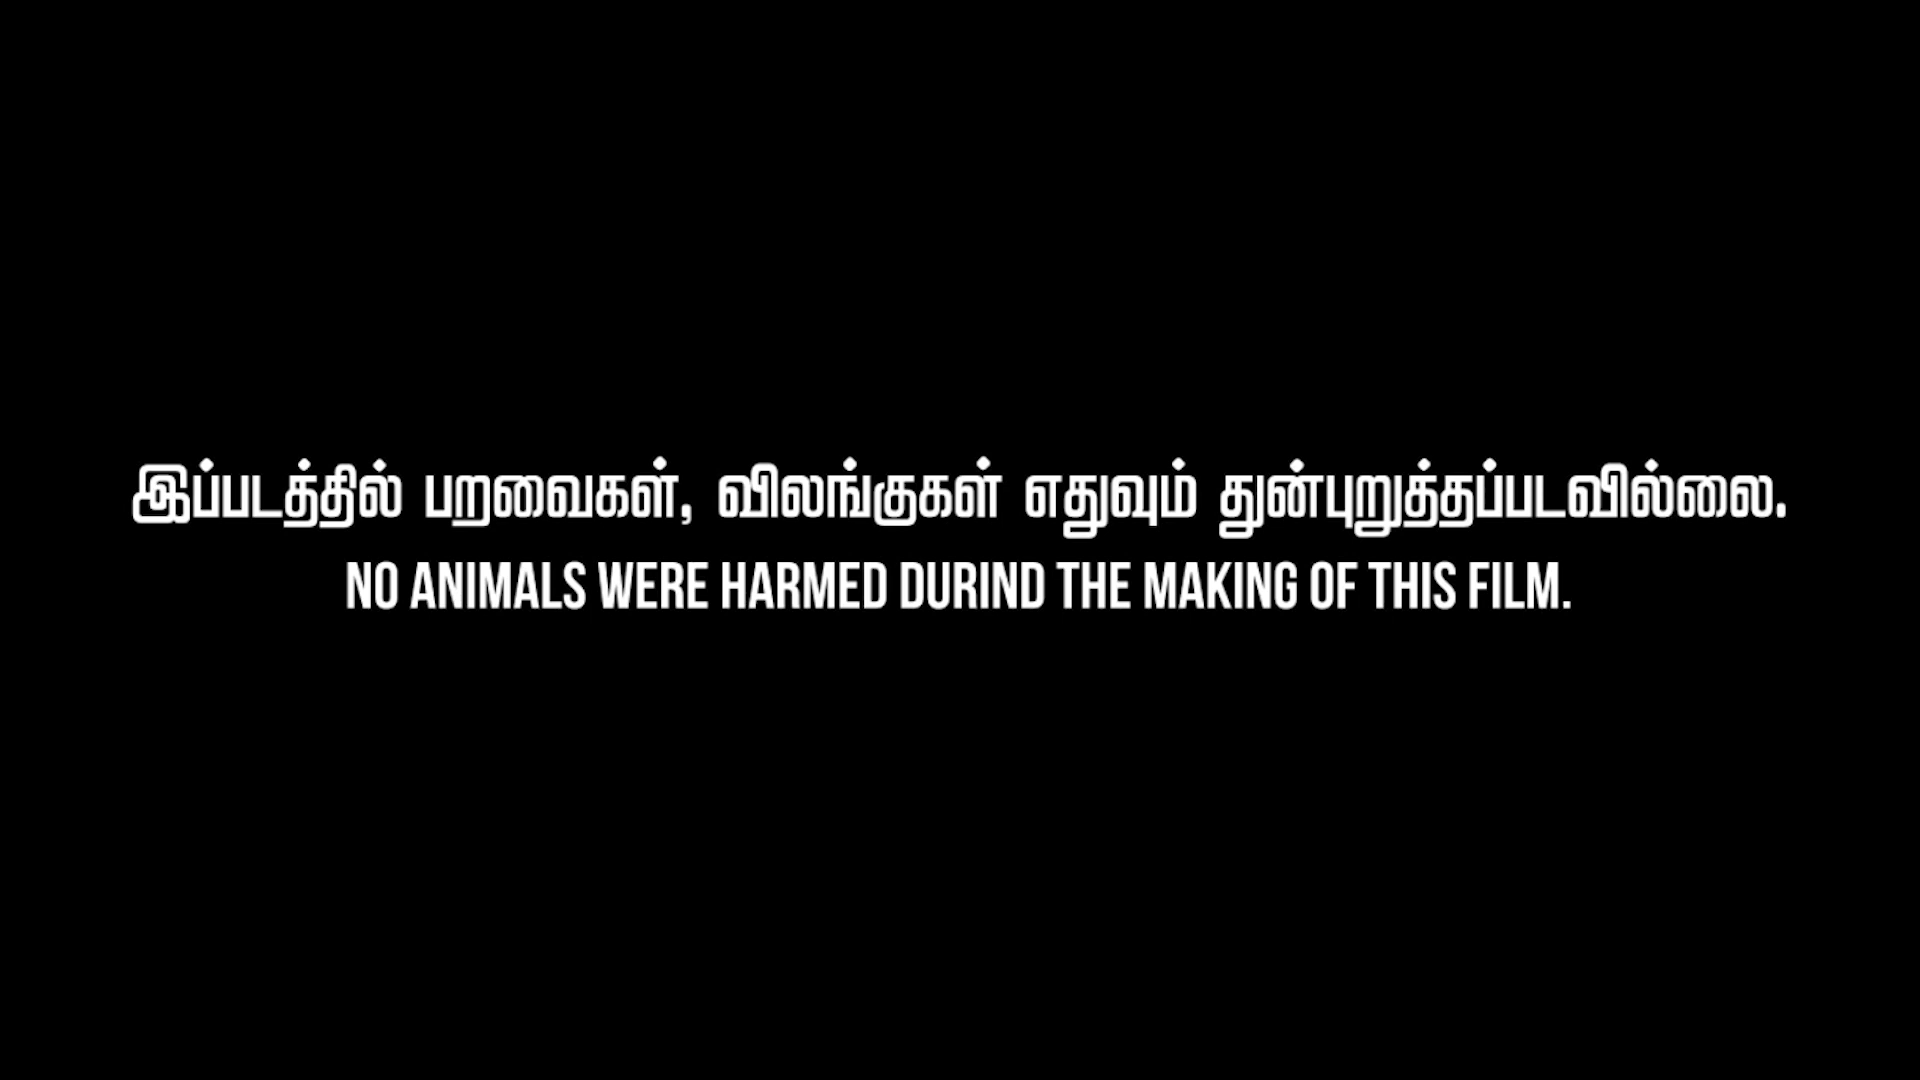 இப்படத்தில் பறவைகள், விலங்குகள் எதுவும் துன்புறுத்தப்படவில்லை.
NO ANIMALS WERE HARMED DURIND THE MAKING OF THIS FILM.